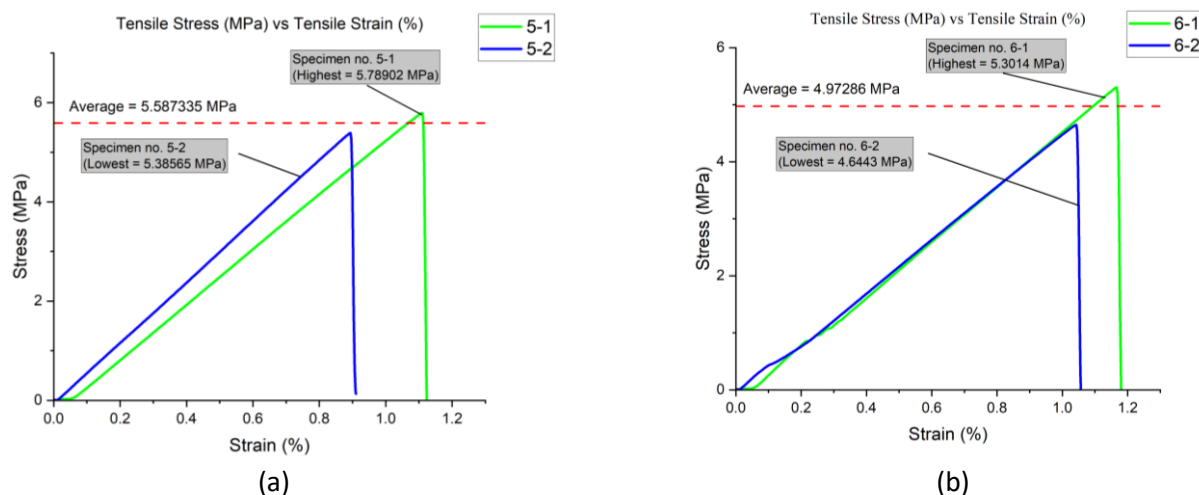 Tensile Stress (MPa) vs Tensile Strain (%)
5-1
5-2
Specimen no. 5-1
(Highest = 5.78902 MPa)
Average = 5.587335 MPa
Specimen no. 5-2
(Lowest = 5.38565 MPa)
6
4
2
0
Stress (MPa)
0.0 0.2 0.4 0.6 0.8 1.0 1.2
Strain (%)
(a)
Tensile Stress (MPa) vs Tensile Strain (%)
6-1
6-2
Specimen no. 6-1
(Highest = 5.3014 MPa)
Average = 4.97286 MPa
Specimen no. 6-2
(Lowest = 4.6443 MPa)
6
4
2
0
Stress (MPa)
0.0 0.2 0.4 0.6 0.8 1.0 1.2
Strain (%)
(b)